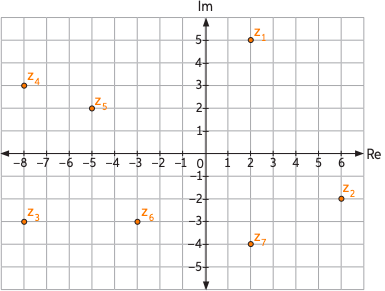 Im
5
z₁
4
z₄
3
z₅
2
1
-8 -7 -6 -5 -4 -3 -2 -1 0 1 2 3 4 5 6 Re
-1
z₂
-2
z₃
z₆
-3
z₇
-4
-5